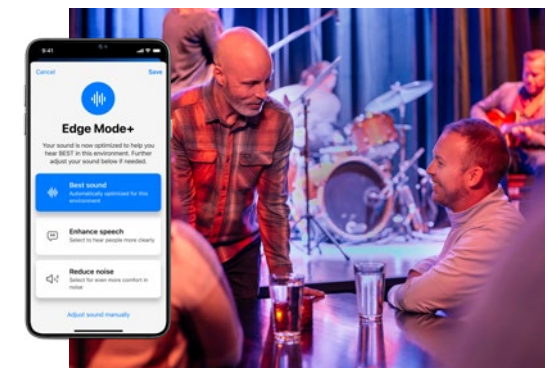 9:41
Cancel
Save
Edge Mode+
Your sound is now optimized to help you
hear BEST in this environment. Further
adjust your sound below if needed.
Best sound
Automatically optimized for this
environment
Enhance speech
Select to hear people more clearly
Reduce noise
Select for even more comfort in
noise
Adjust sound manually